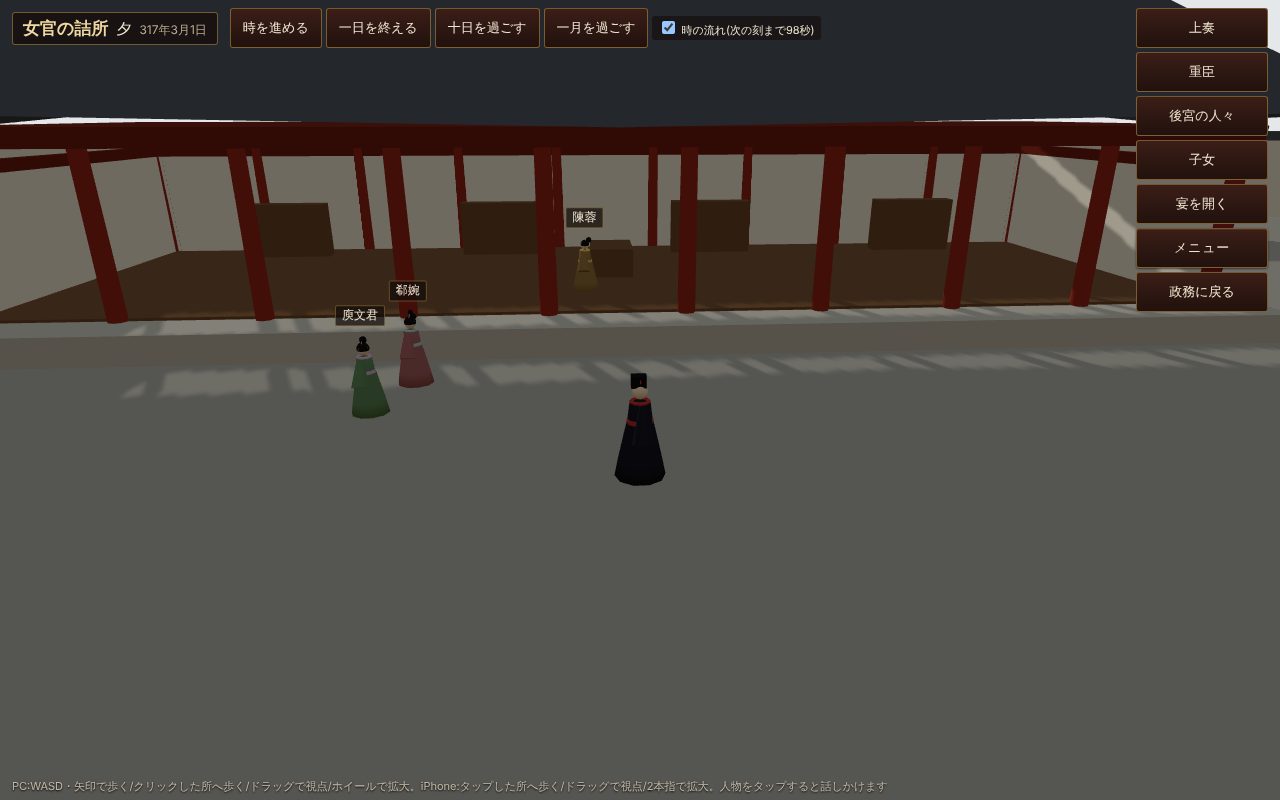 女官の詰所 夕 317年3月1日
時を進める
一日を終える
十日を過ごす
一月を過ごす
時の流れ(次の刻まで98秒)
上奏
重臣
後宮の人々
子女
宴を開く
メニュー
政務に戻る
陳蓉
郗婉
庾文君
PC:WASD・矢印で歩く/クリックした所へ歩く/ドラッグで視点/ホイールで拡大。iPhone:タップした所へ歩く/ドラッグで視点/2本指で拡大。人物をタップすると話しかけます